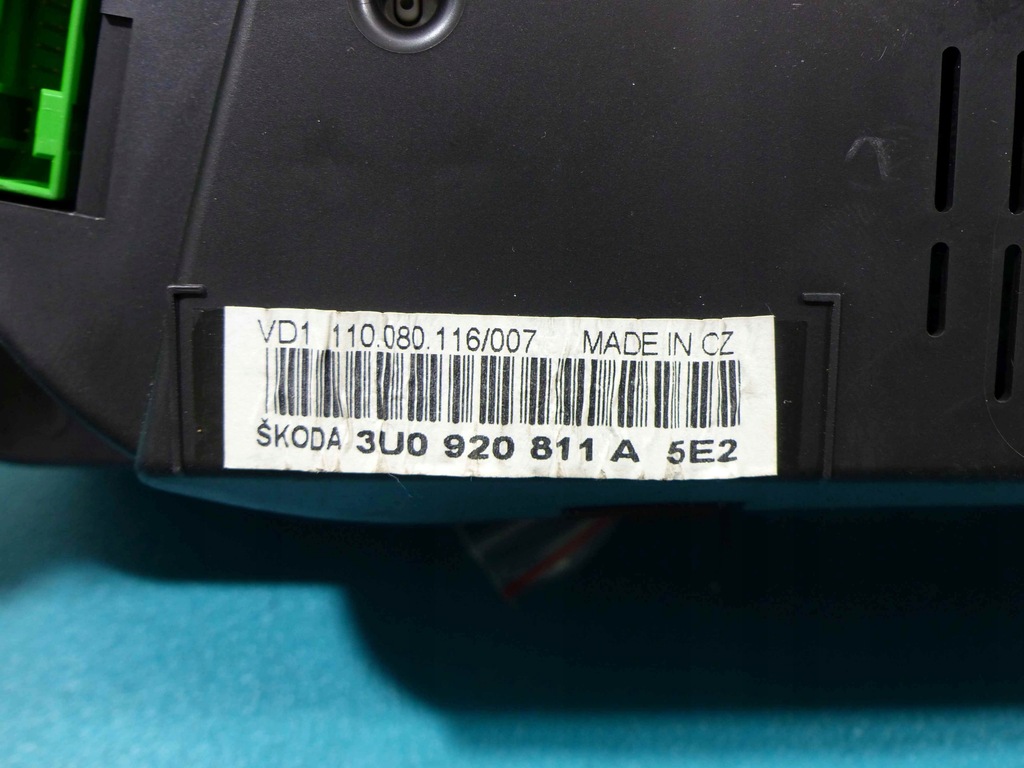 VD1 110.080.116/007 MADE IN CZ
ŠKODA 3U0 920 811 A 5E2